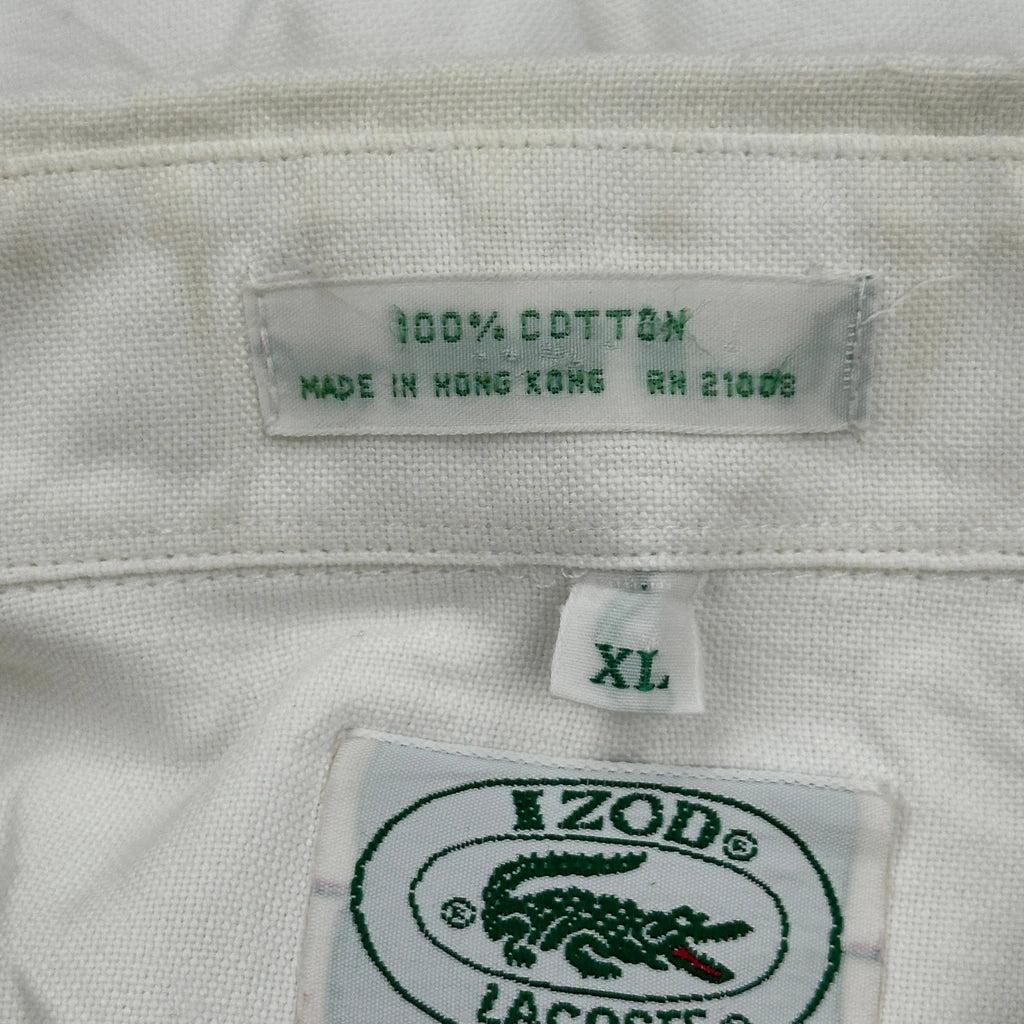 100% COTTON
MADE IN HONG KONG RN 21008
XL
IZOD®
®
LACOSTE®